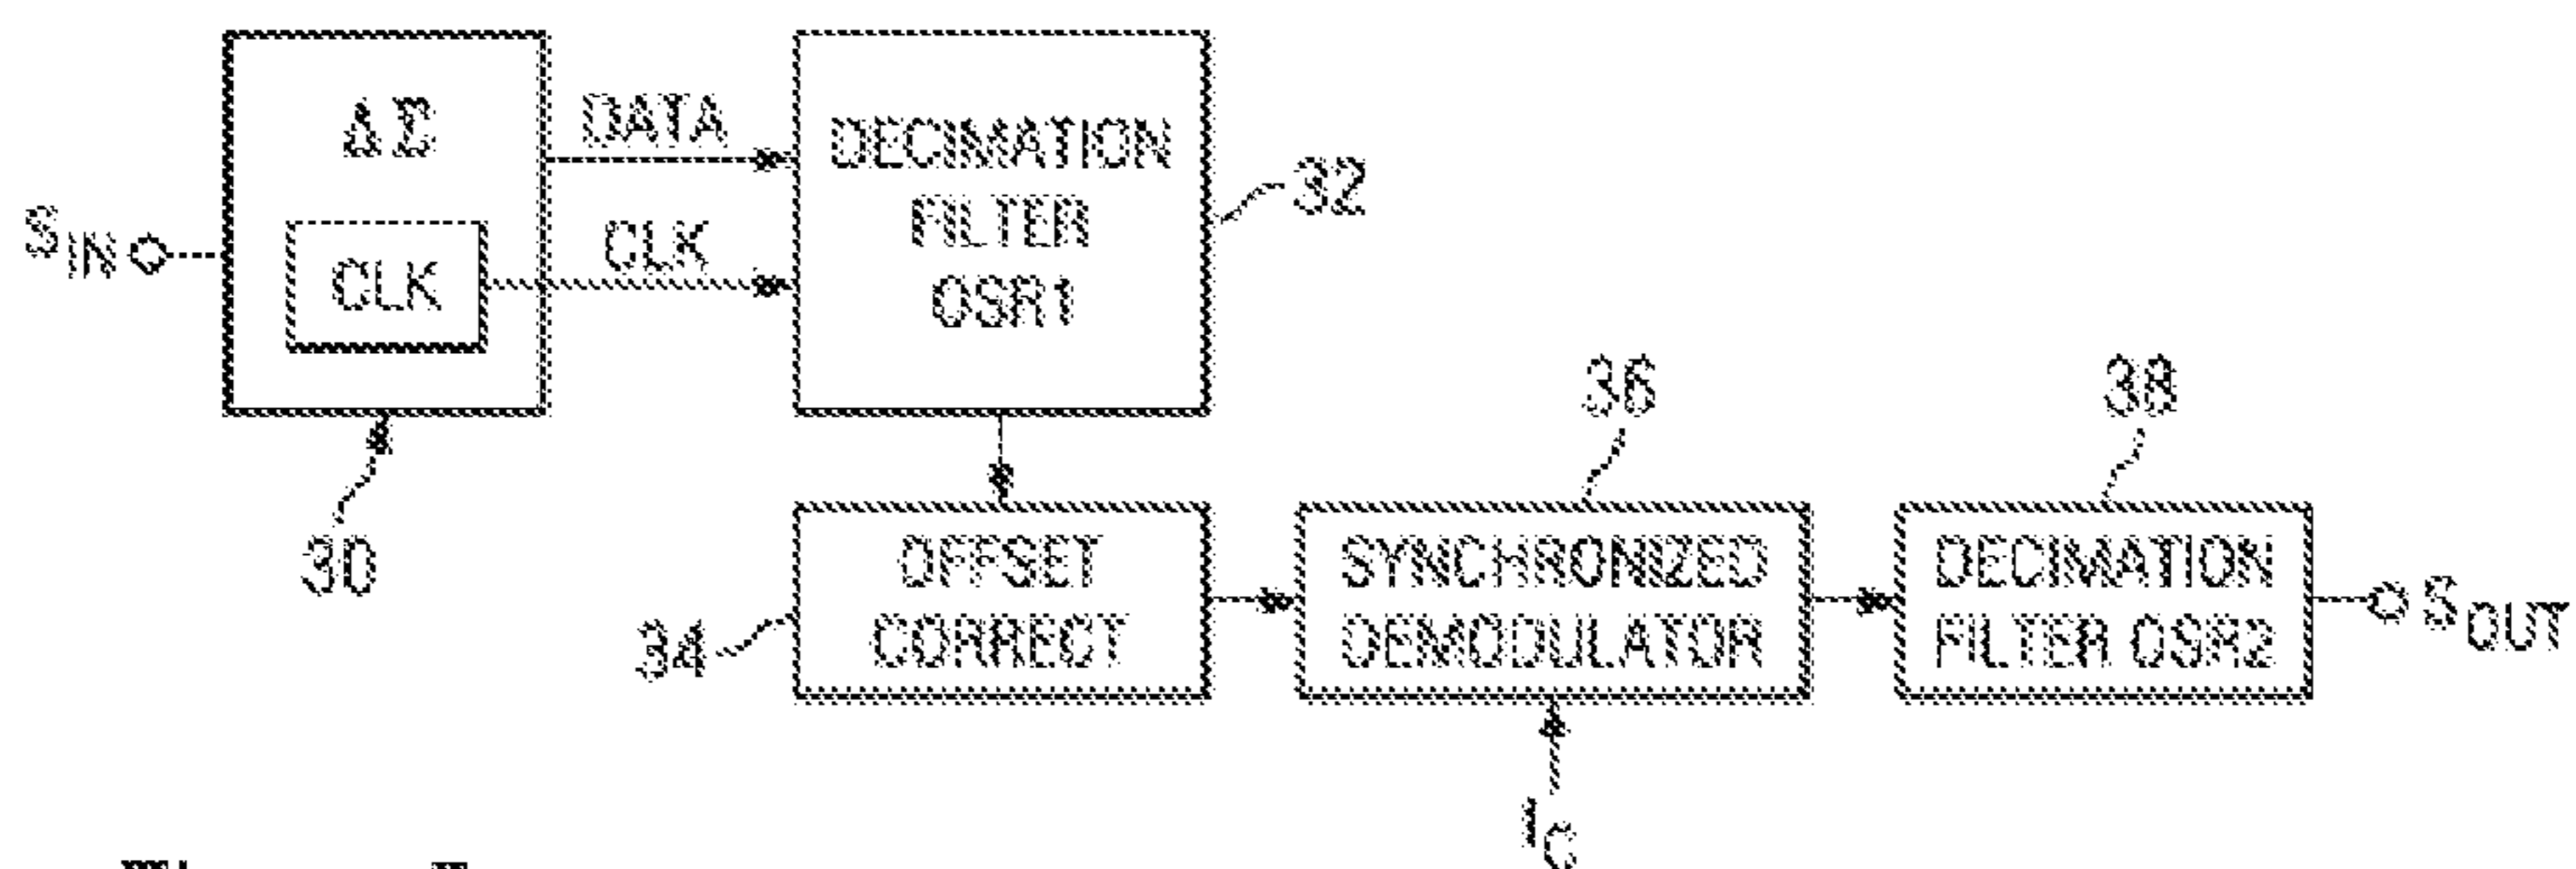 ΔΣ
DATA
CLK
CLK
S_IN
DECIMATION
FILTER
OSR1
32
30
34
OFFSET
CORRECT
36
SYNCHRONIZED
DEMODULATOR
I_C
38
DECIMATION
FILTER OSR2
S_OUT